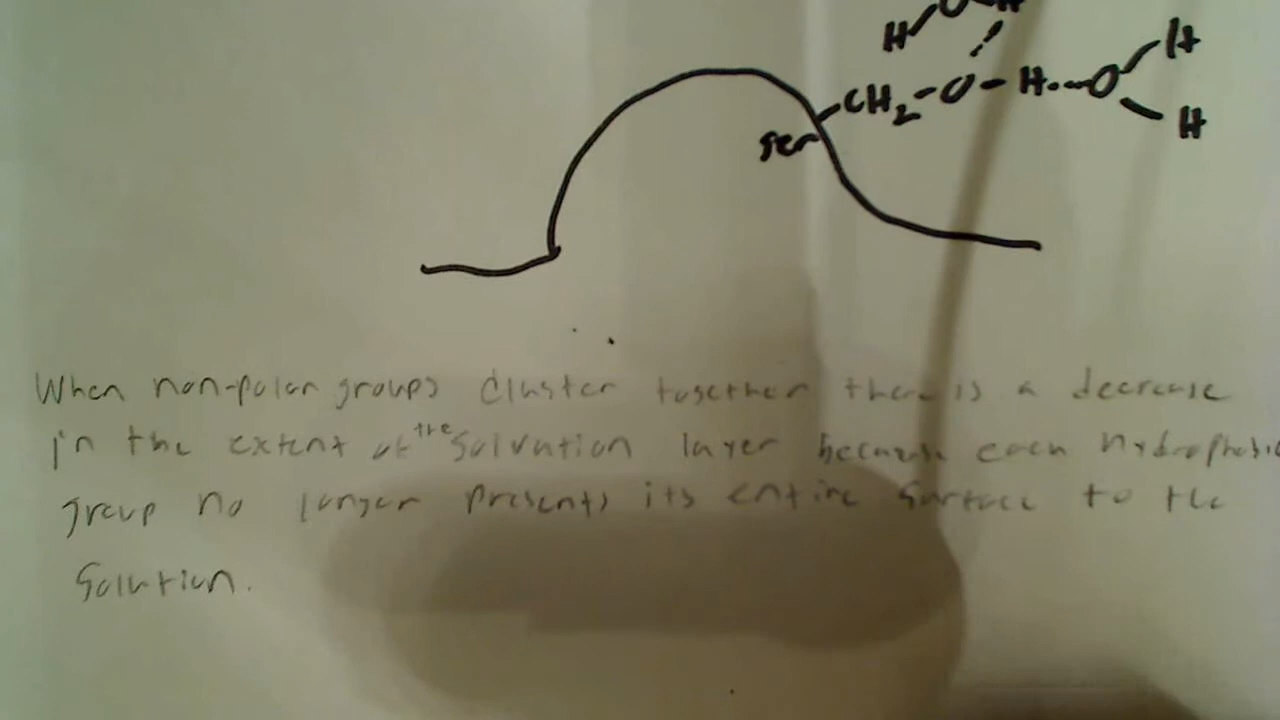 H O H
CH2-O-H...O H
H
ser
When non-polar groups cluster together there is a decrease
in the extent of the solvation layer because each hydrophobic
group no longer presents its entire surface to the
solution.